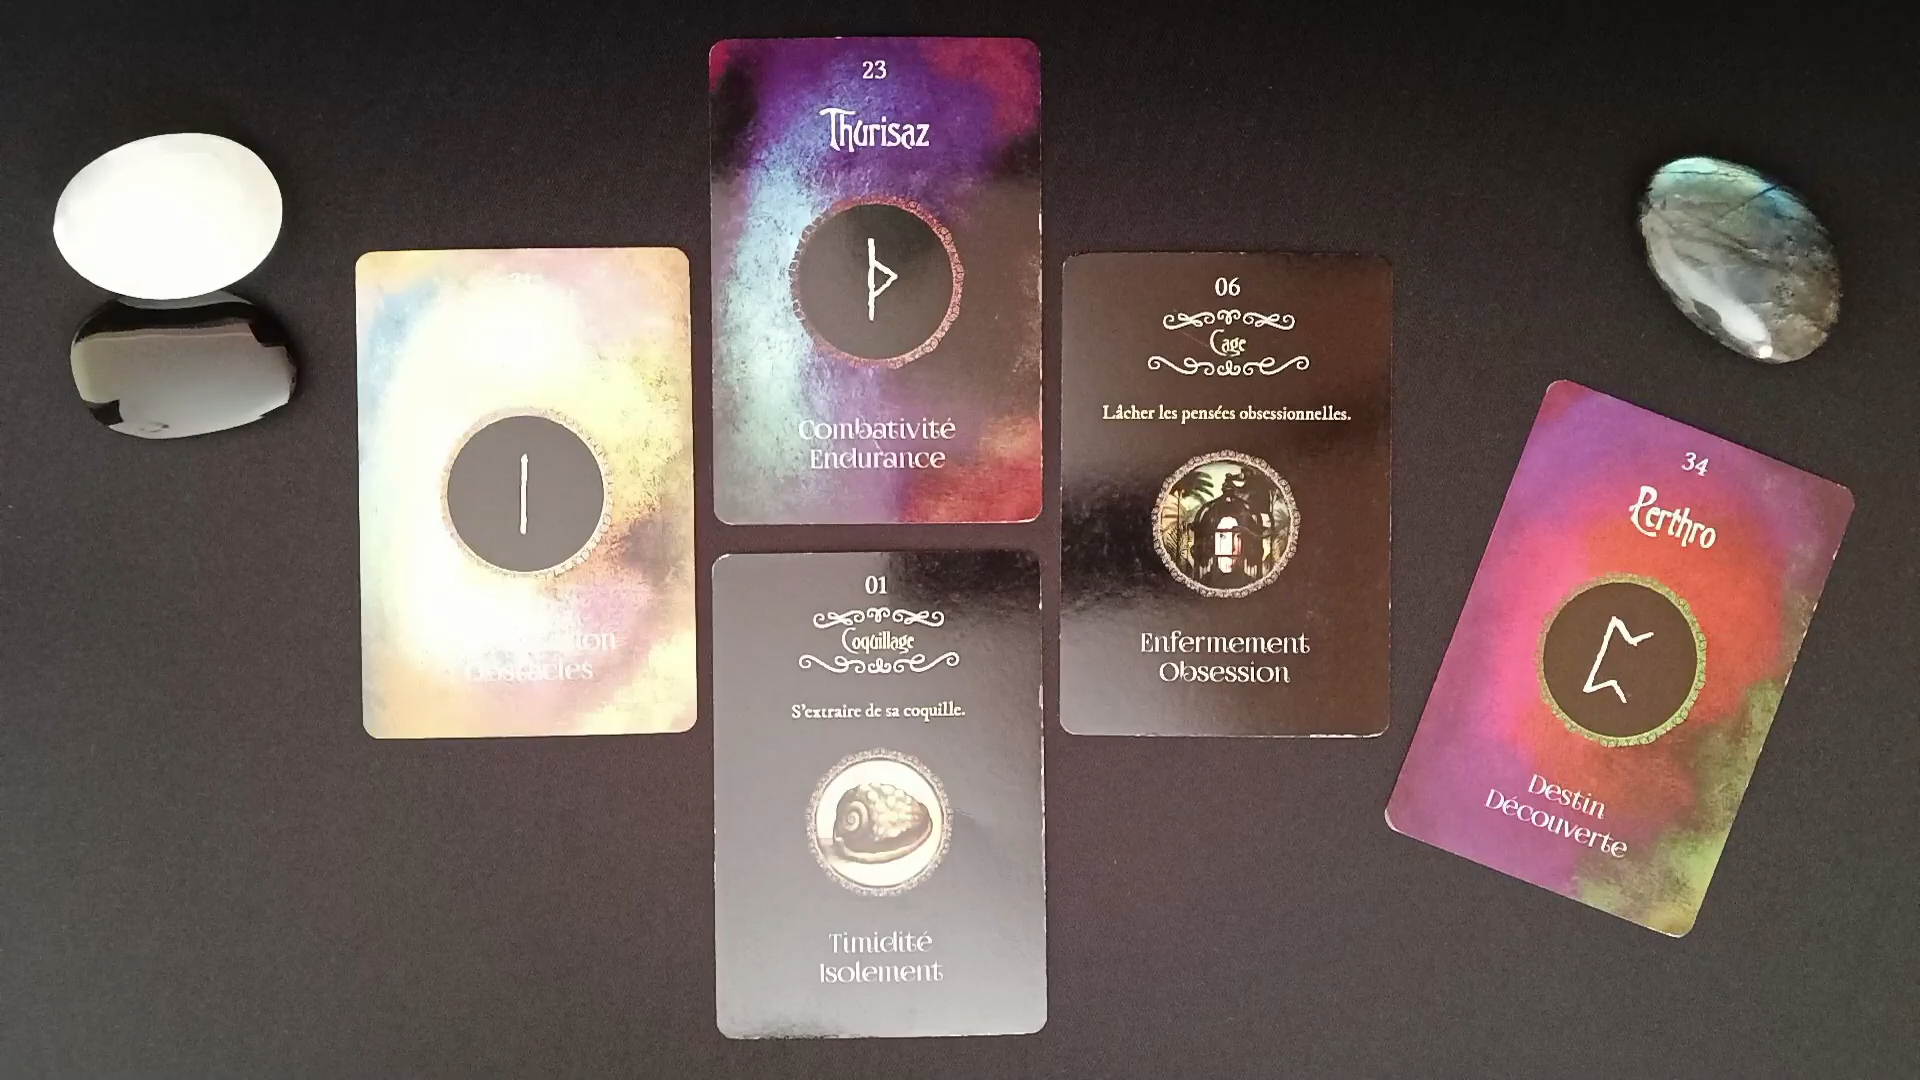 23
Thurisaz
Combativité
Endurance
Obstacles
01
Coquillage
S'extraire de sa coquille.
Timidité
Isolement
06
Cage
Lâcher les pensées obsessionnelles.
Enfermement
Obsession
34
Perthro
Destin
Découverte